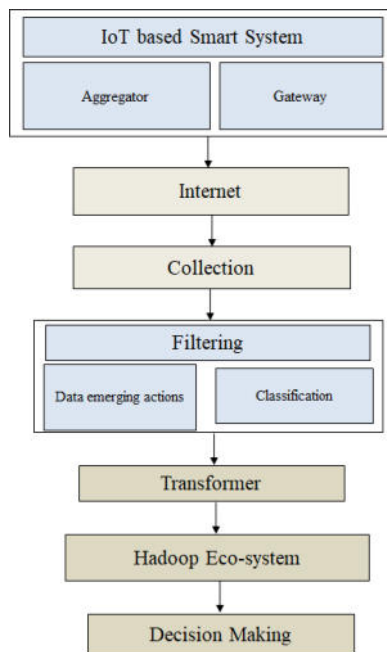 IoT based Smart System
Aggregator
Gateway
Internet
Collection
Filtering
Data emerging actions
Classification
Transformer
Hadoop Eco-system
Decision Making